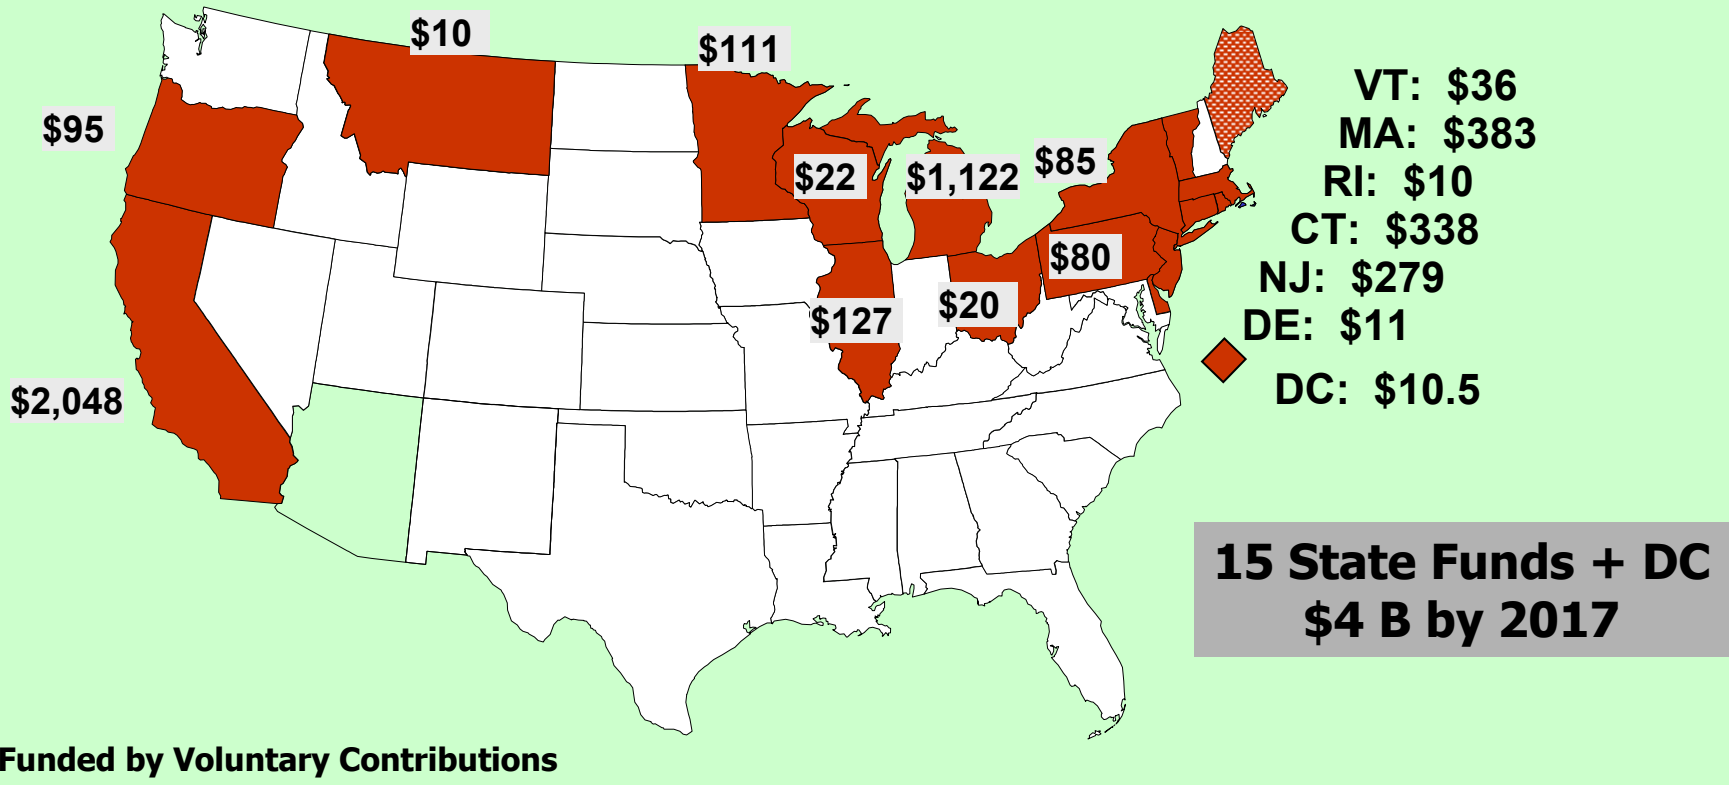 $10
$111
$95
$22
$1,122
$85
$80
$127
$20
$2,048
VT: $36
MA: $383
RI: $10
CT: $338
NJ: $279
DE: $11
DC: $10.5
15 State Funds + DC
$4 B by 2017
Funded by Voluntary Contributions